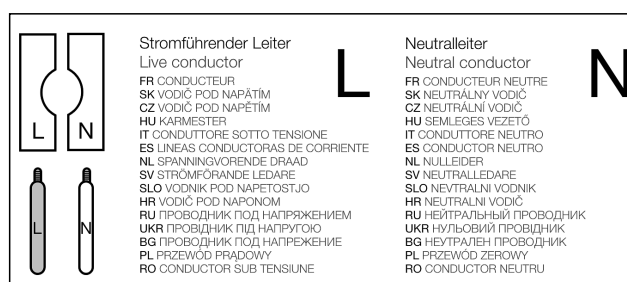 L N
L N
Stromführender Leiter
Live conductor
L
FR CONDUCTEUR
SK VODIČ POD NAPÄTÍM
CZ VODIČ POD NAPĚTÍM
HU KARMESTER
IT CONDUTTORE SOTTO TENSIONE
ES LINEAS CONDUCTORAS DE CORRIENTE
NL SPANNINGVORENDE DRAAD
SV STRÖMFÖRANDE LEDARE
SLO VODNIK POD NAPETOSTJO
HR VODIČ POD NAPONOM
RU ПРОВОДНИК ПОД НАПРЯЖЕНИЕМ
UKR ПРОВІДНИК ПІД НАПРУГОЮ
BG ПРОВОДНИК ПОД НАПРЕЖЕНИЕ
PL PRZEWÓD PRĄDOWY
RO CONDUCTOR SUB TENSIUNE
Neutralleiter
Neutral conductor
N
FR CONDUCTEUR NEUTRE
SK NEUTRÁLNY VODIČ
CZ NEUTRÁLNÍ VODIČ
HU SEMLEGES VEZETŐ
IT CONDUTTORE NEUTRO
ES CONDUCTOR NEUTRO
NL NULLEIDER
SV NEUTRALLEDARE
SLO NEVTRALNI VODNIK
HR NEUTRALNI VODIČ
RU НЕЙТРАЛЬНЫЙ ПРОВОДНИК
UKR НУЛЬОВИЙ ПРОВІДНИК
BG НЕУТРАЛЕН ПРОВОДНИК
PL PRZEWÓD ZEROWY
RO CONDUCTOR NEUTRU